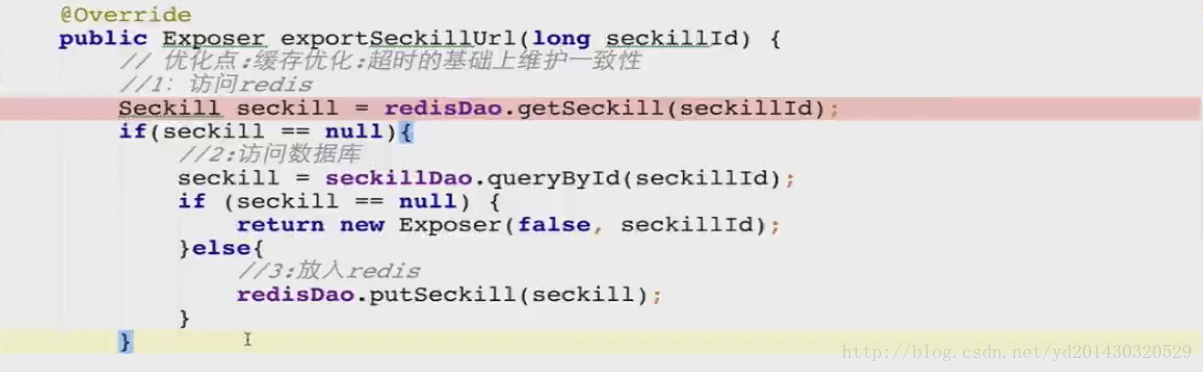 @Override
public Exposer exportSeckillUrl(long seckillId) {
// 优化点:缓存优化:超时的基础上维护一致性
//1: 访问redis
Seckill seckill = redisDao.getSeckill(seckillId);
if(seckill == null){
//2:访问数据库
seckill = seckillDao.queryById(seckillId);
if (seckill == null) {
return new Exposer(false, seckillId);
}else{
//3:放入redis
redisDao.putSeckill(seckill);
}
}
http://blog.csdn.net/yd201430320529